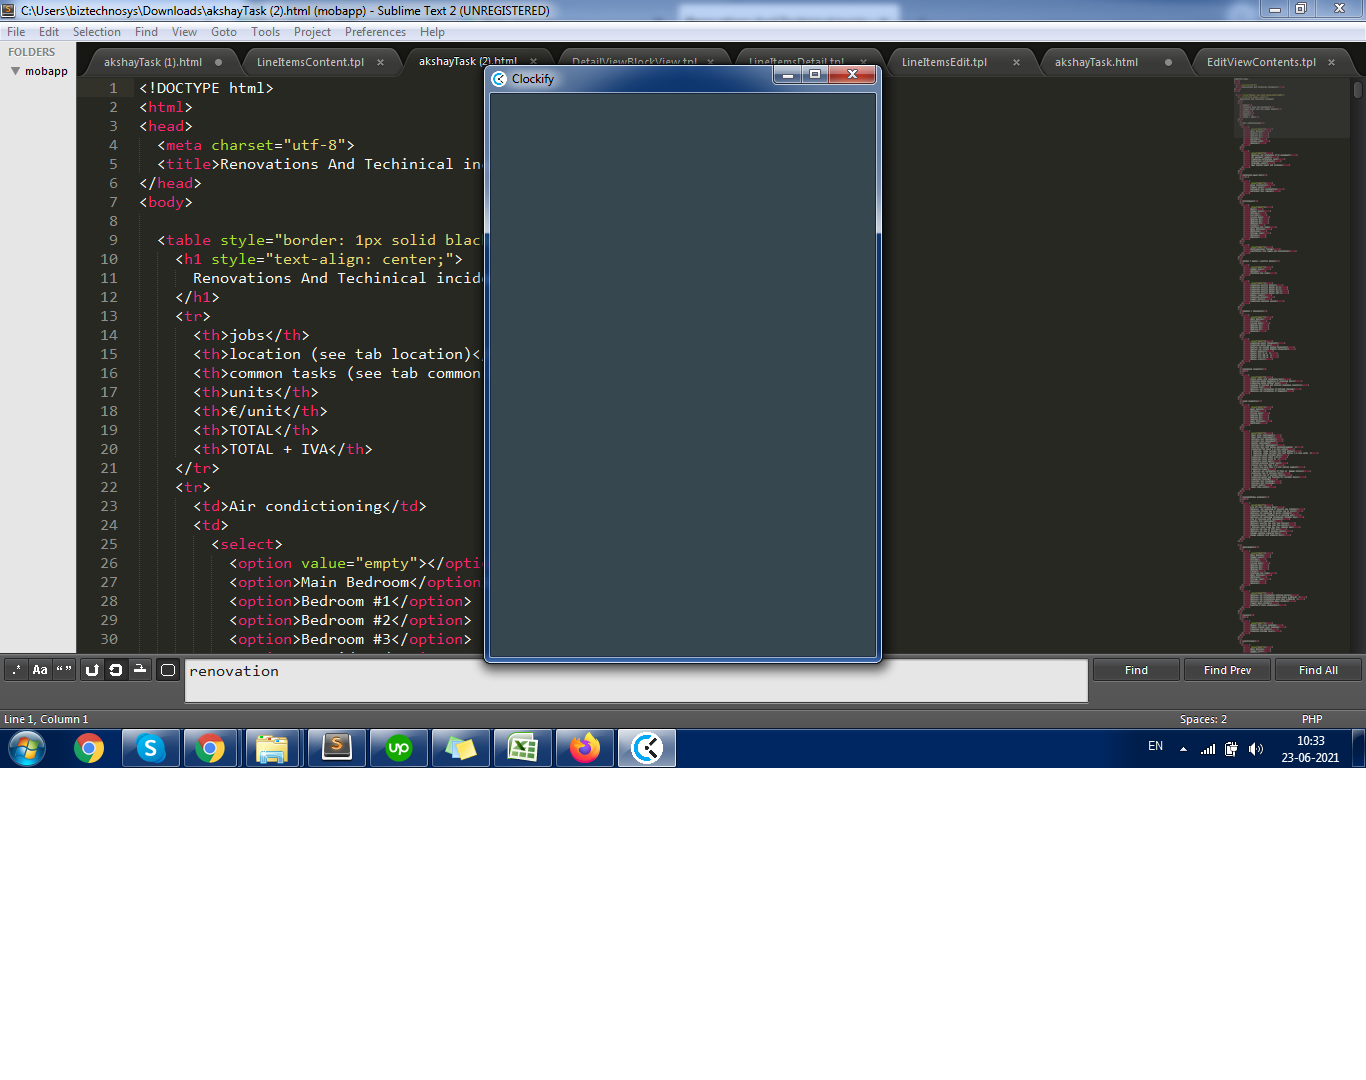 C:\Users\biztechnosys\Downloads\akshayTask (2).html (mobapp) - Sublime Text 2 (UNREGISTERED)
File Edit Selection Find View Goto Tools Project Preferences Help
FOLDERS
mobapp
akshayTask (1).html LineItemsContent.tpl akshayTask (2).html DetailViewBlockView.tpl LineItemsDetail.tpl LineItemsEdit.tpl akshayTask.html EditViewContents.tpl
Clockify
1 <!DOCTYPE html>
2 <html>
3 <head>
4 <meta charset="utf-8">
5 <title>Renovations And Techinical in
6 </head>
7 <body>
8
9 <table style="border: 1px solid blac
10 <h1 style="text-align: center;">
11 Renovations And Techinical incid
12 </h1>
13 <tr>
14 <th>jobs</th>
15 <th>location (see tab location)<
16 <th>common tasks (see tab common
17 <th>units</th>
18 <th>€/unit</th>
19 <th>TOTAL</th>
20 <th>TOTAL + IVA</th>
21 </tr>
22 <tr>
23 <td>Air condictioning</td>
24 <td>
25 <select>
26 <option value="empty"></opti
27 <option>Main Bedroom</option
28 <option>Bedroom #1</option>
29 <option>Bedroom #2</option>
30 <option>Bedroom #3</option>
.* Aa “ ” renovation Find Find Prev Find All
Line 1, Column 1 Spaces: 2 PHP
S S up EN 10:33
23-06-2021